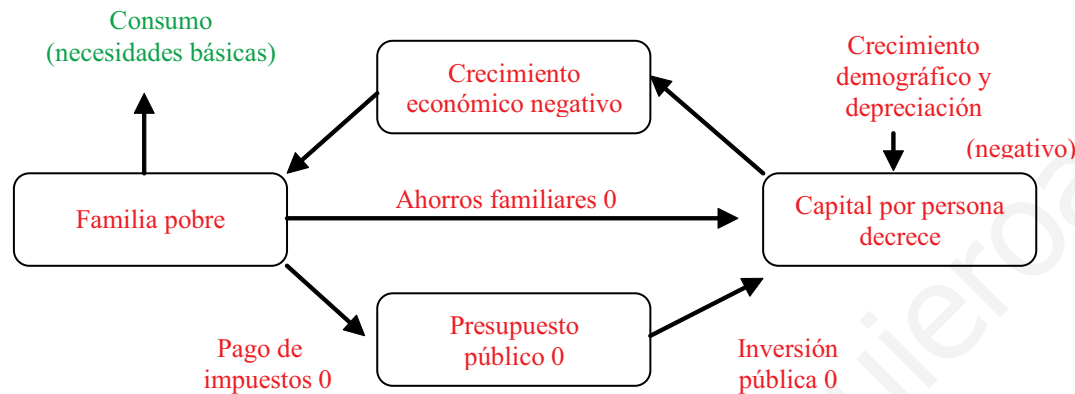 Consumo
(necesidades básicas)
Crecimiento
económico negativo
Crecimiento
demográfico y
depreciación
(negativo)
Familia pobre
Ahorros familiares 0
Capital por persona
decrece
Pago de
impuestos 0
Presupuesto
público 0
Inversión
pública 0